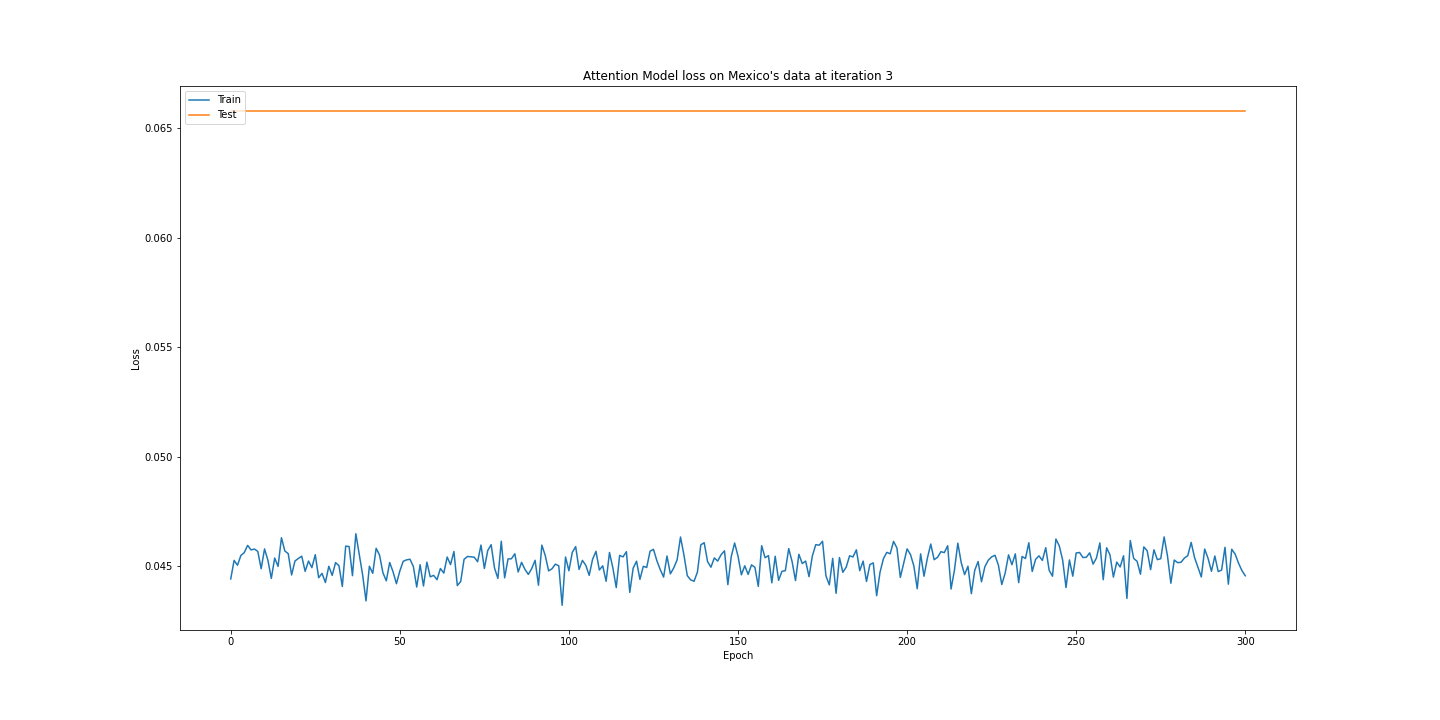 Attention Model loss on Mexico's data at iteration 3
Train
Test
0.065
0.060
0.055
0.050
0.045
Loss
0 50 100 150 200 250 300
Epoch